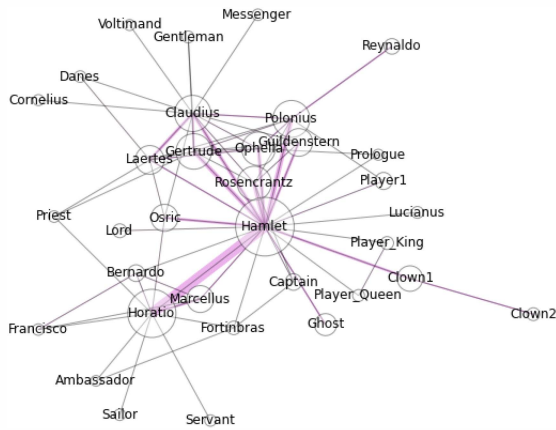 Messenger
Voltimand
Gentleman
Reynaldo
Danes
Cornelius
Claudius
Polonius
Guildenstern
Ophelia
Gertrude
Laertes
Prologue
Rosencrantz
Player1
Priest
Osric
Lucianus
Lord
Hamlet
Player_King
Bernardo
Captain
Clown1
Marcellus
Player_Queen
Horatio
Clown2
Francisco
Fortinbras
Ghost
Ambassador
Sailor
Servant